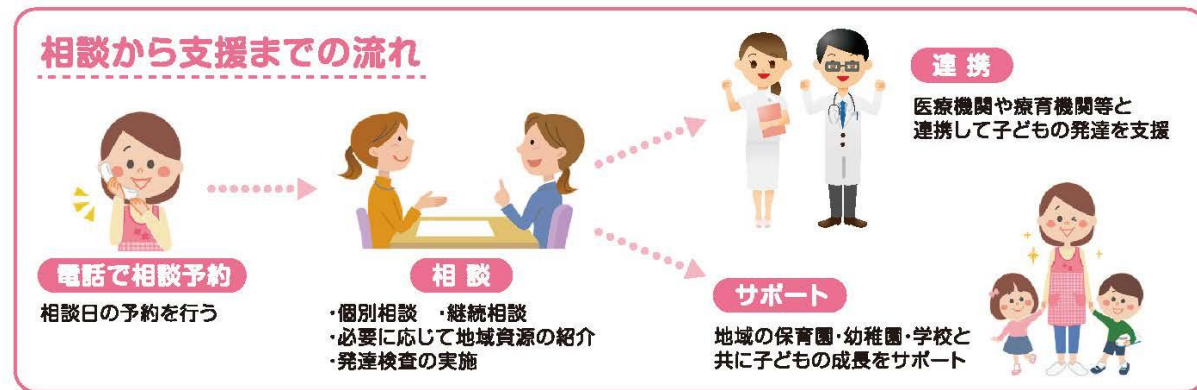 相談から支援までの流れ
電話で相談予約
相談日の予約を行う
相談
・個別相談 ・継続相談
・必要に応じて地域資源の紹介
・発達検査の実施
連携
医療機関や療育機関等と
連携して子どもの発達を支援
サポート
地域の保育園・幼稚園・学校と
共に子どもの成長をサポート